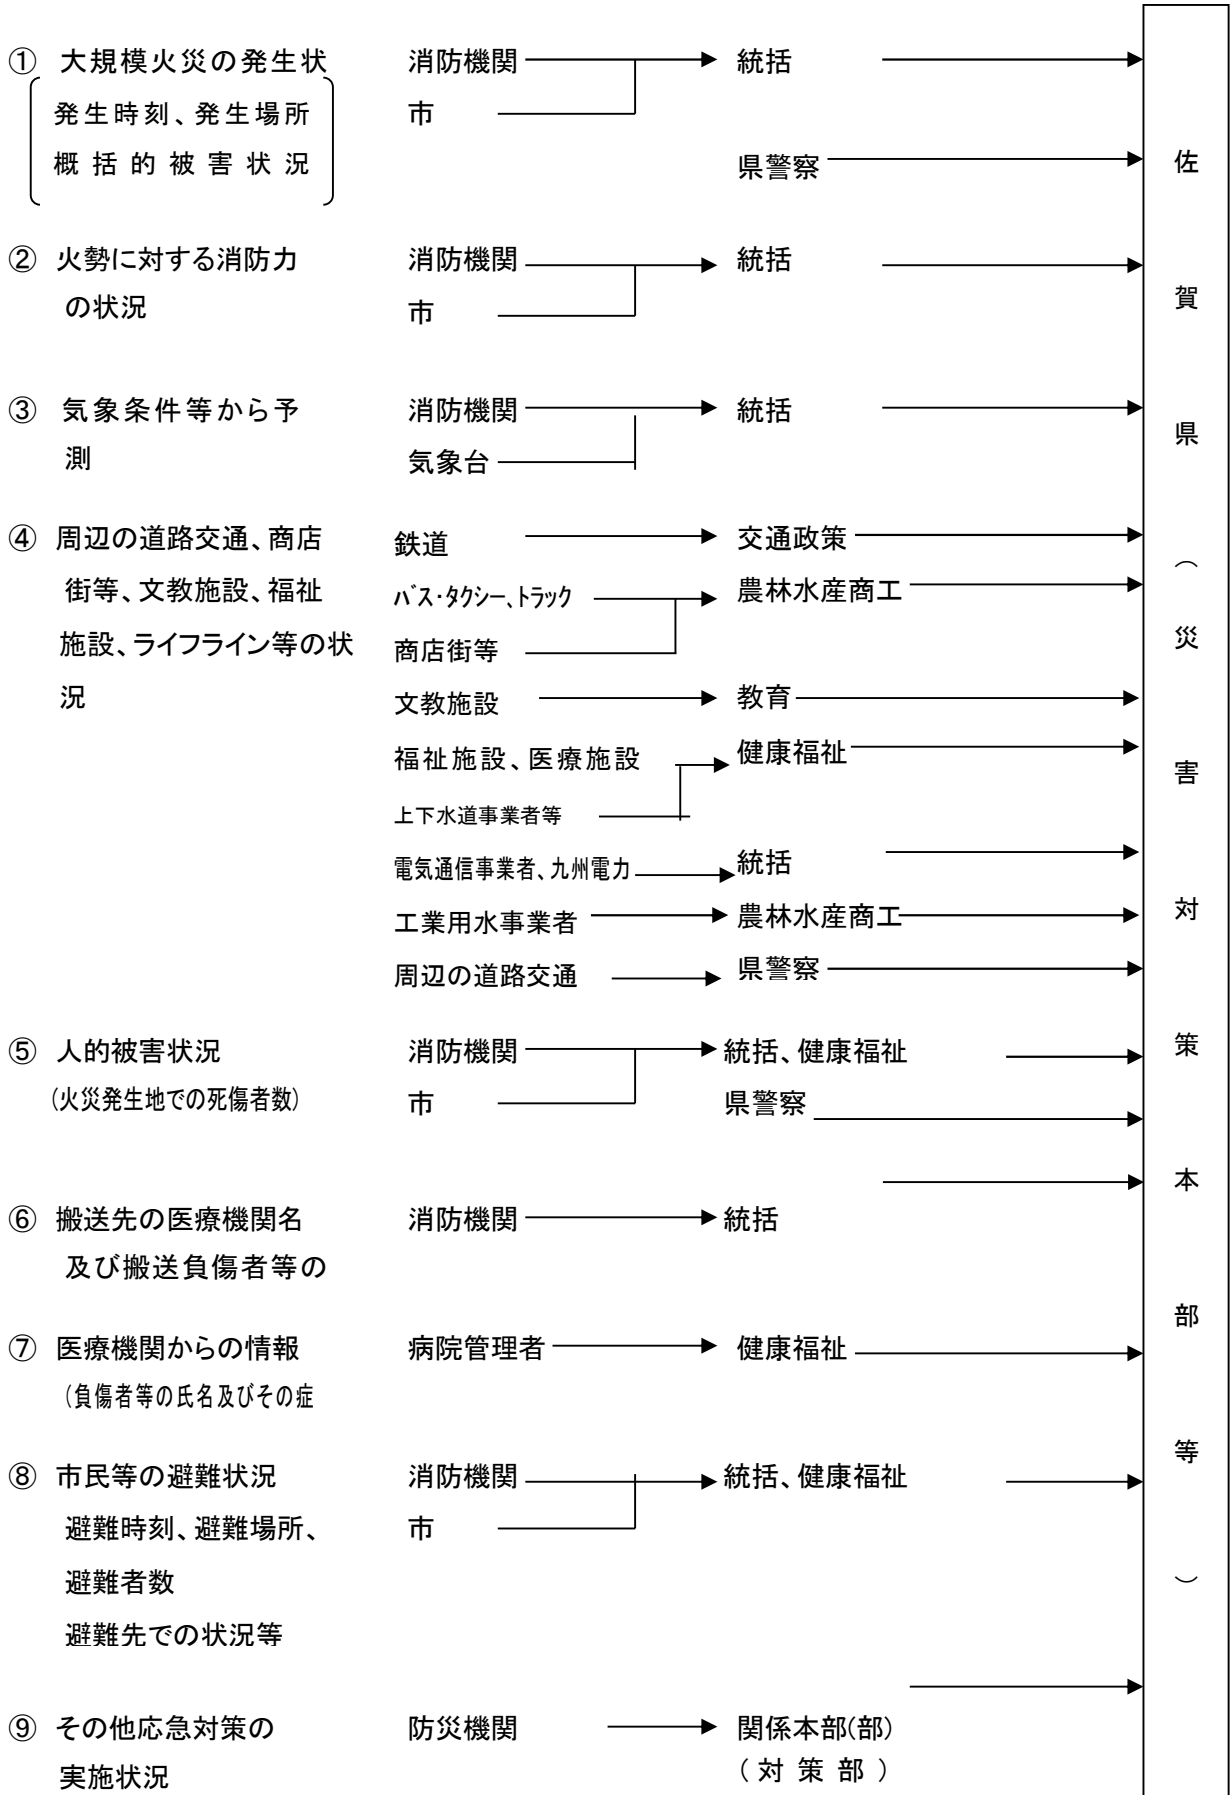 ① 大規模火災の発生状 消防機関 統括
発生時刻、発生場所 市
概括的被害状況 県警察
② 火勢に対する消防力 消防機関 統括
の状況 市
③ 気象条件等から予 消防機関 統括
測 気象台
④ 周辺の道路交通、商店 鉄道 交通政策
街等、文教施設、福祉 バス・タクシー、トラック 農林水産商工
施設、ライフライン等の状 商店街等
況 文教施設 教育
福祉施設、医療施設 健康福祉
上下水道事業者等
電気通信事業者、九州電力 統括
工業用水事業者 農林水産商工
周辺の道路交通 県警察
⑤ 人的被害状況 消防機関 統括、健康福祉
(火災発生地での死傷者数) 市 県警察
⑥ 搬送先の医療機関名 消防機関 統括
及び搬送負傷者等の
⑦ 医療機関からの情報 病院管理者 健康福祉
(負傷者等の氏名及びその症
⑧ 市民等の避難状況 消防機関 統括、健康福祉
避難時刻、避難場所、 市
避難者数
避難先での状況等
⑨ その他応急対策の 防災機関 関係本部(部)
実施状況 (対策部)
佐賀県(災害対策本部等)